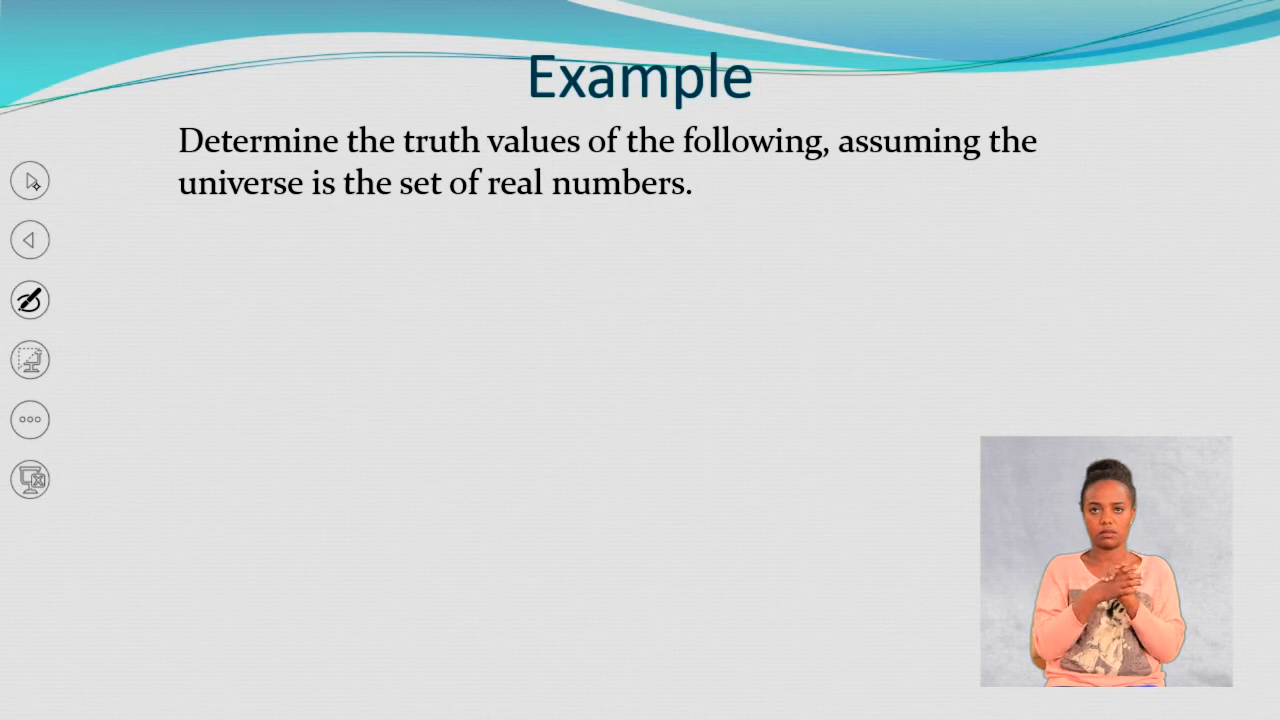 Example
Determine the truth values of the following, assuming the
universe is the set of real numbers.